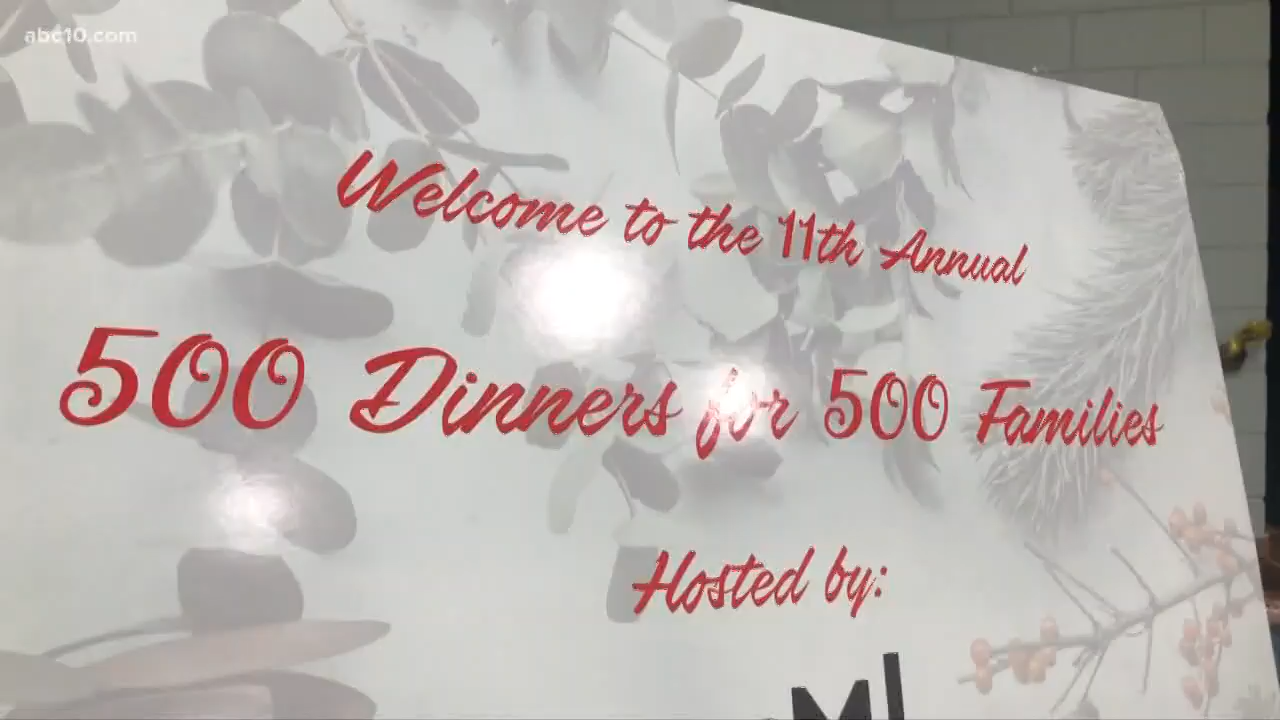 abc10.com
Welcome to the 11th Annual
500 Dinners for 500 Families
Hosted by: